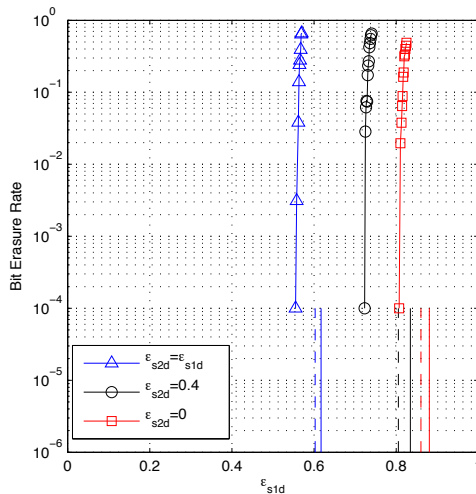 10^0
10^-1
10^-2
10^-3
10^-4
10^-5
10^-6
Bit Erasure Rate
ε_s2d=ε_s1d
ε_s2d=0.4
ε_s2d=0
0 0.2 0.4 0.6 0.8
ε_s1d